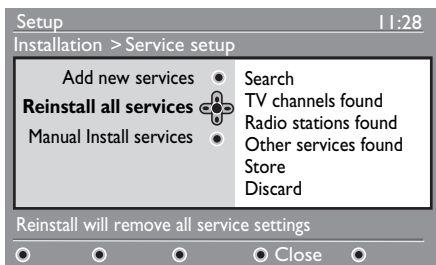 Setup 11:28
Installation > Service setup
Add new services
Reinstall all services
Manual Install services
Search
TV channels found
Radio stations found
Other services found
Store
Discard
Reinstall will remove all service settings
Close